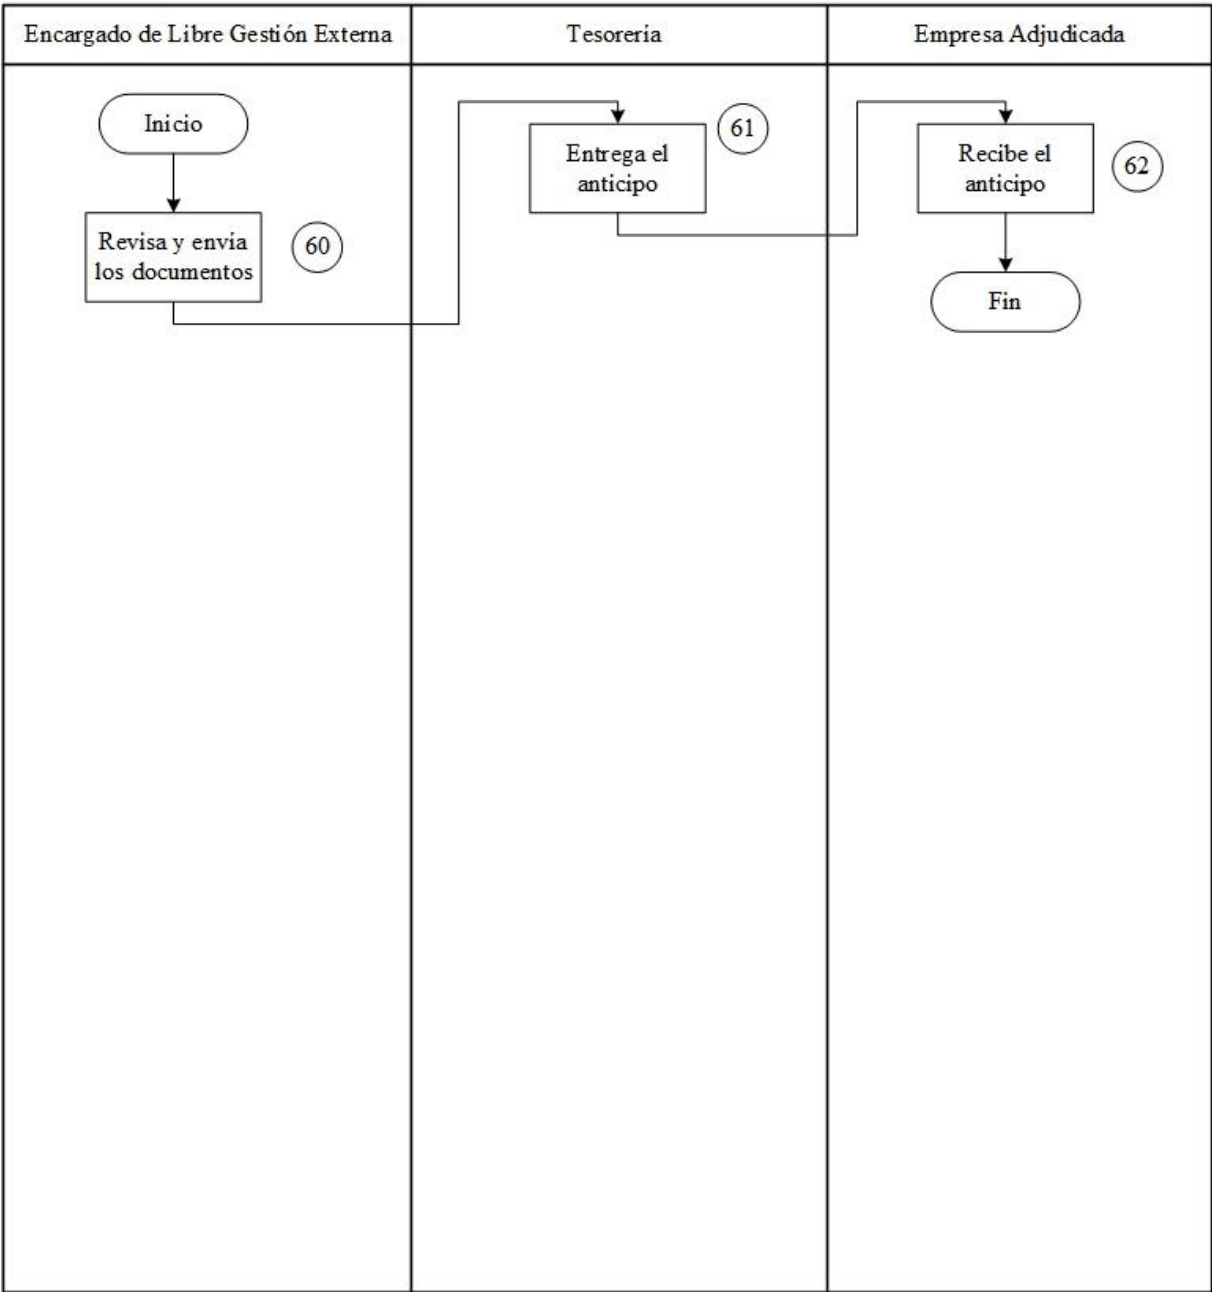 Encargado de Libre Gestión Externa
Tesorería
Empresa Adjudicada
Inicio
Revisa y envía
los documentos
60
Entrega el
anticipo
61
Recibe el
anticipo
62
Fin